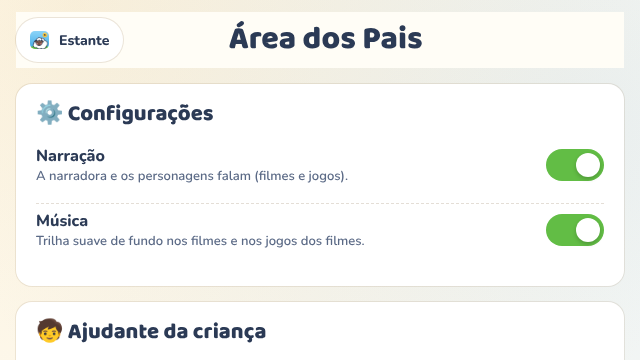 Estante
Área dos Pais
⚙️ Configurações
Narração
A narradora e os personagens falam (filmes e jogos).
Música
Trilha suave de fundo nos filmes e nos jogos dos filmes.
🧒 Ajudante da criança